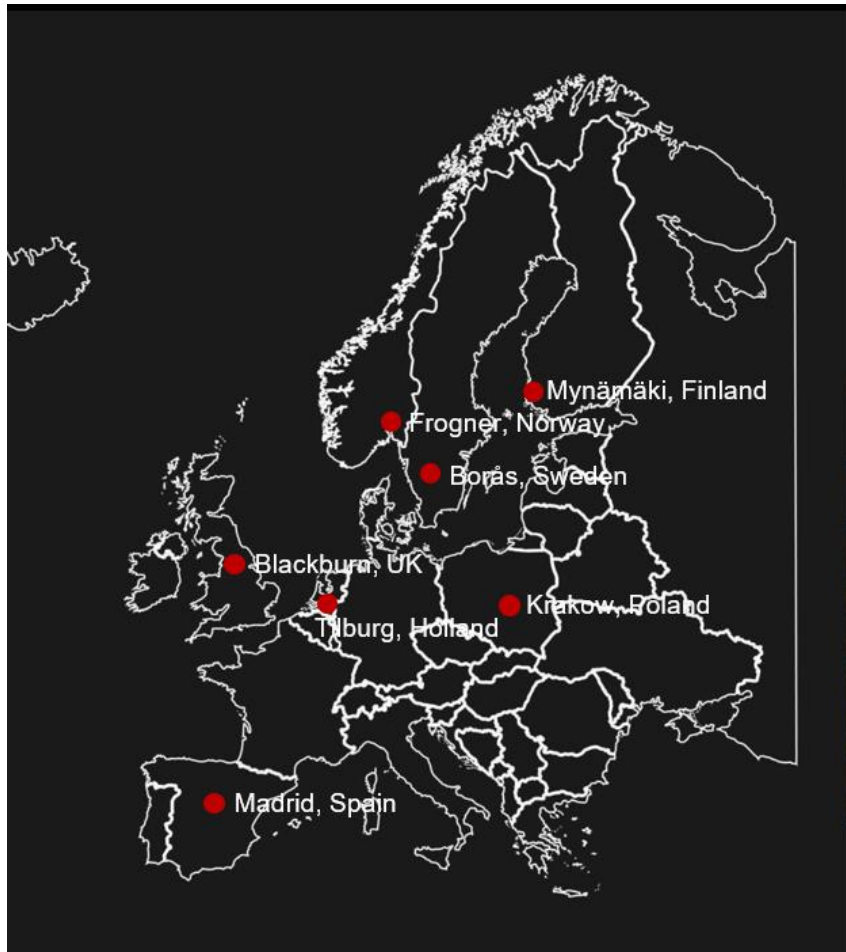 Mynämäki, Finland
Frogner, Norway
Borås, Sweden
Blackburn, UK
Krakow, Poland
Tilburg, Holland
Madrid, Spain